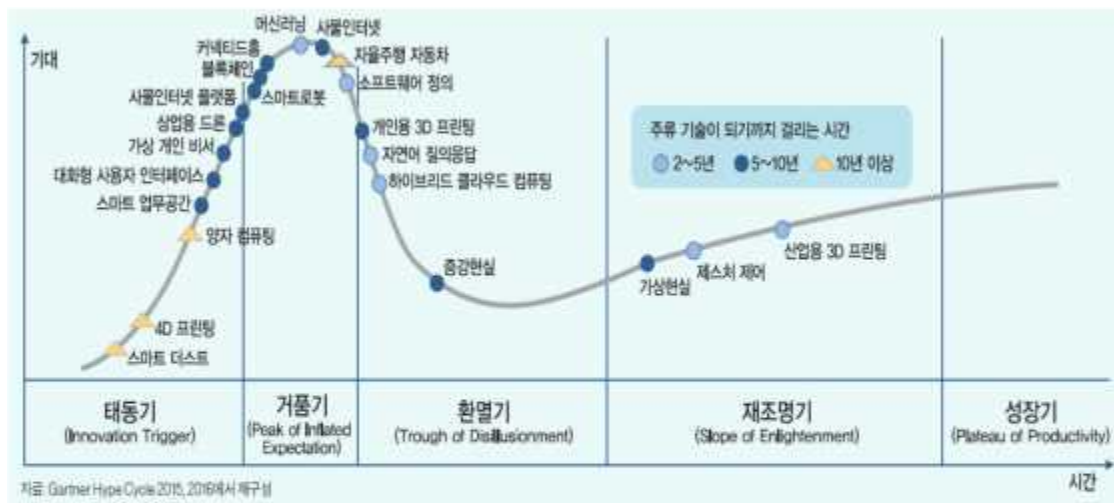 기대
머신러닝
사물인터넷
커넥티드홈
자율주행 자동차
블록체인
소프트웨어 정의
사물인터넷 플랫폼
스마트로봇
상업용 드론
개인용 3D 프린팅
가상 개인 비서
자연어 질의응답
대화형 사용자 인터페이스
하이브리드 클라우드 컴퓨팅
스마트 업무공간
양자 컴퓨팅
증강현실
4D 프린팅
스마트 더스트
가상현실
제스처 제어
산업용 3D 프린팅
주류 기술이 되기까지 걸리는 시간
2~5년 5~10년 10년 이상
태동기
(Innovation Trigger)
거품기
(Peak of Inflated
Expectation)
환멸기
(Trough of Disillusionment)
재조명기
(Slope of Enlightenment)
성장기
(Plateau of Productivity)
시간
자료: Gartner Hype Cycle 2015, 2016에서 재구성